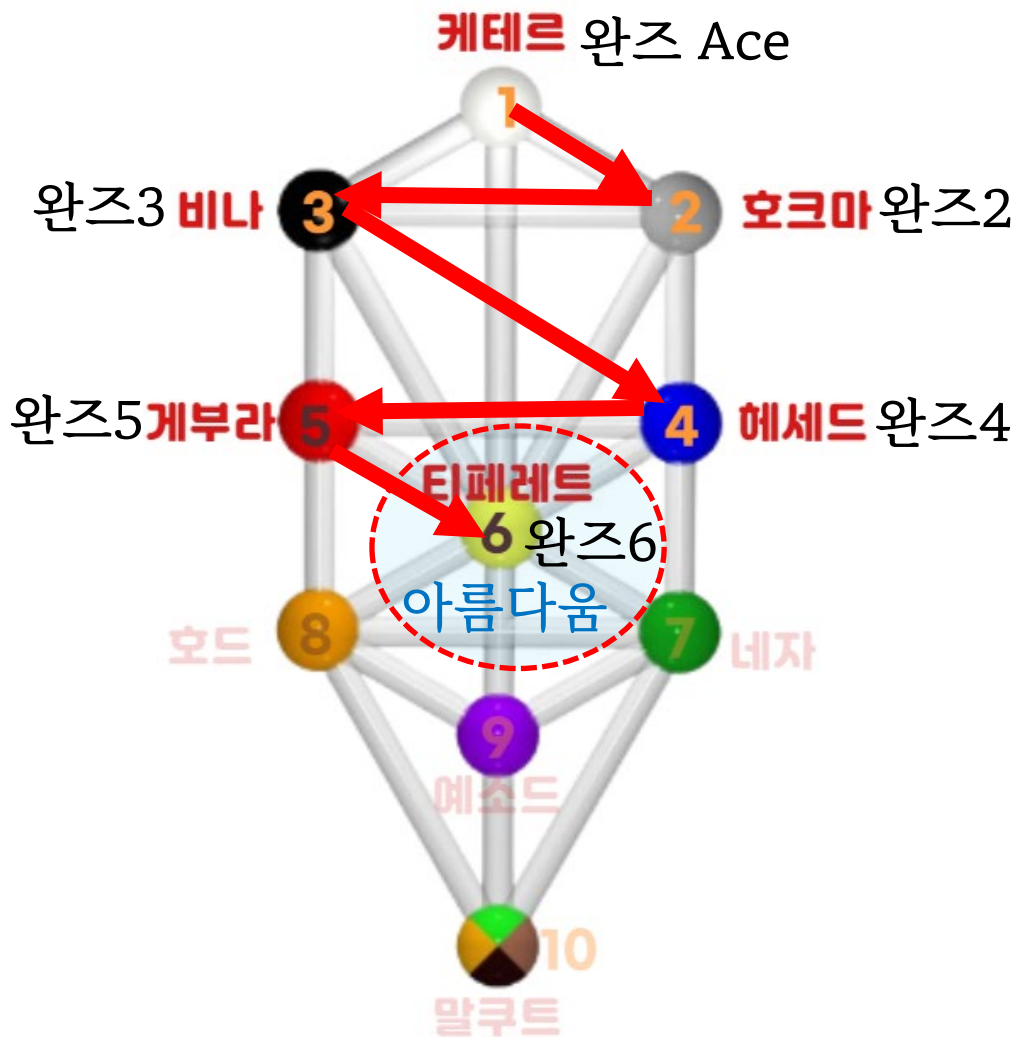 케테르 완즈 Ace
1
완즈3 비나 3
2 호크마 완즈2
완즈5 게부라 5
4 헤세드 완즈4
티페레트
6 완즈6
아름다움
호드 8
7 네자
9
예소드
10
말쿠트